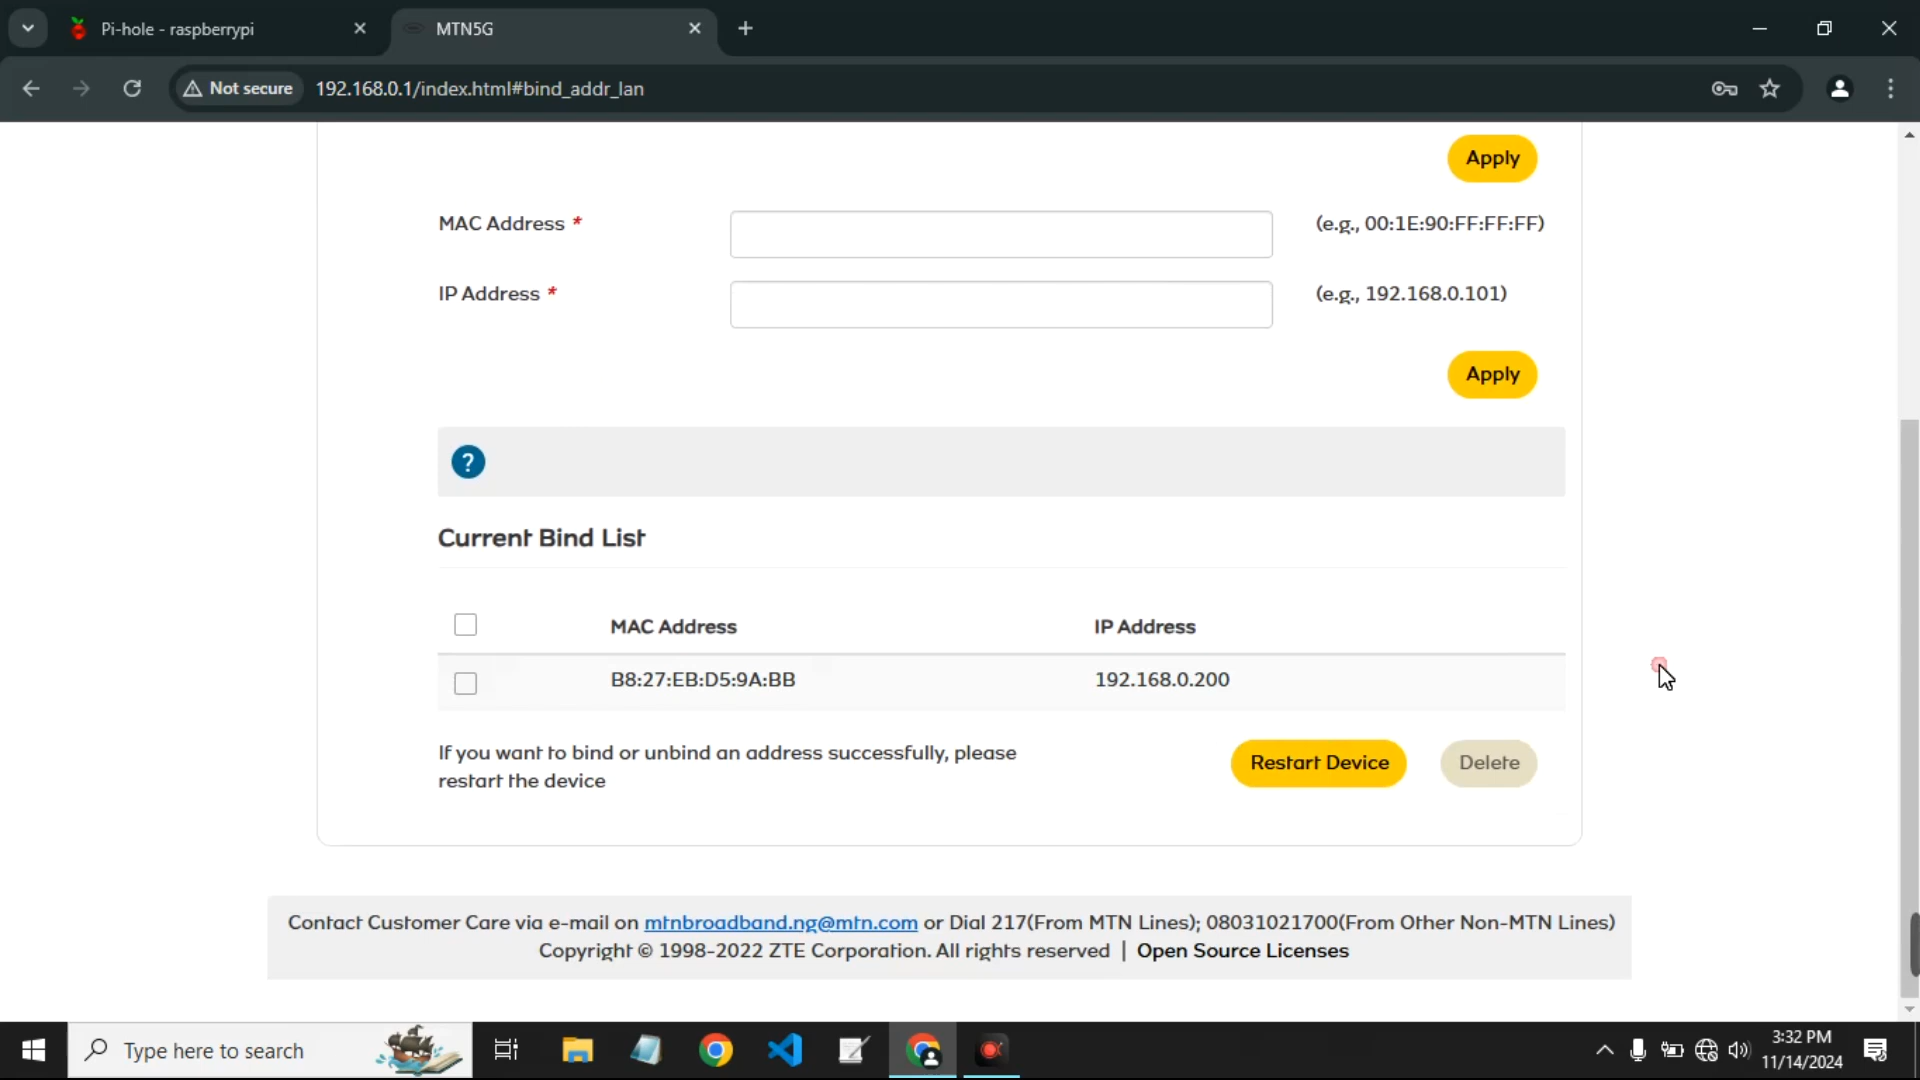 Pi-hole - raspberrypi
MTN5G
Not secure
192.168.0.1/index.html#bind_addr_lan
Apply
MAC Address *
(e.g., 00:1E:90:FF:FF:FF)
IP Address *
(e.g., 192.168.0.101)
Apply
?
Current Bind List
MAC Address IP Address
B8:27:EB:D5:9A:BB 192.168.0.200
If you want to bind or unbind an address successfully, please
restart the device
Restart Device
Delete
Contact Customer Care via e-mail on mtnbroadband.ng@mtn.com or Dial 217(From MTN Lines); 08031021700(From Other Non-MTN Lines)
Copyright © 1998-2022 ZTE Corporation. All rights reserved | Open Source Licenses
Type here to search
3:32 PM
11/14/2024